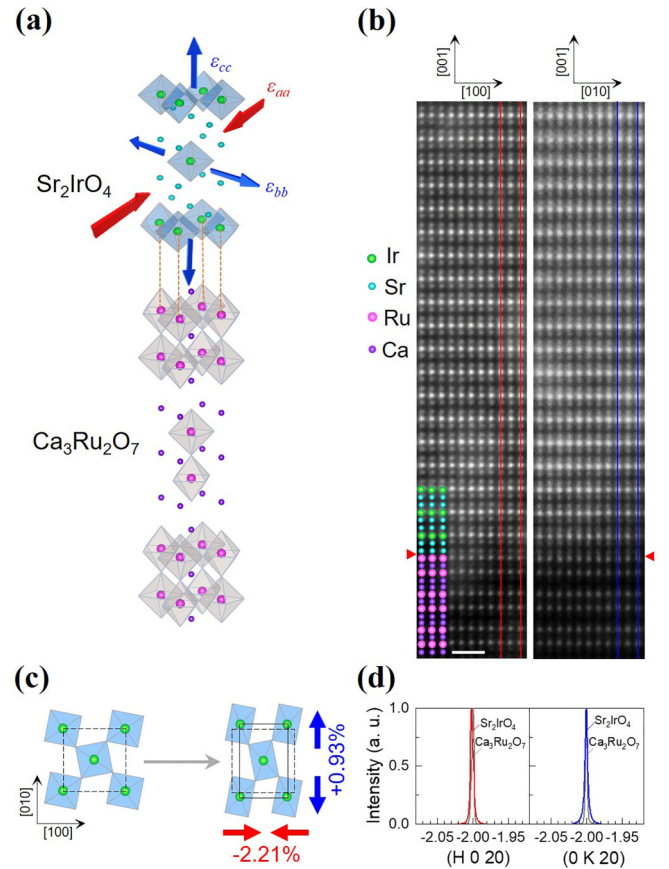 (a)
ε_cc
ε_aa
Sr₂IrO₄
ε_bb
Ca₃Ru₂O₇
(b)
[001]
[100]
[001]
[010]
Ir
Sr
Ru
Ca
(c)
[010]
[100]
+0.93%
-2.21%
(d)
Intensity (a. u.)
1.0
0.5
0.0
Sr₂IrO₄
Ca₃Ru₂O₇
Sr₂IrO₄
Ca₃Ru₂O₇
-2.05 -2.00 -1.95
-2.05 -2.00 -1.95
(H 0 20)
(0 K 20)